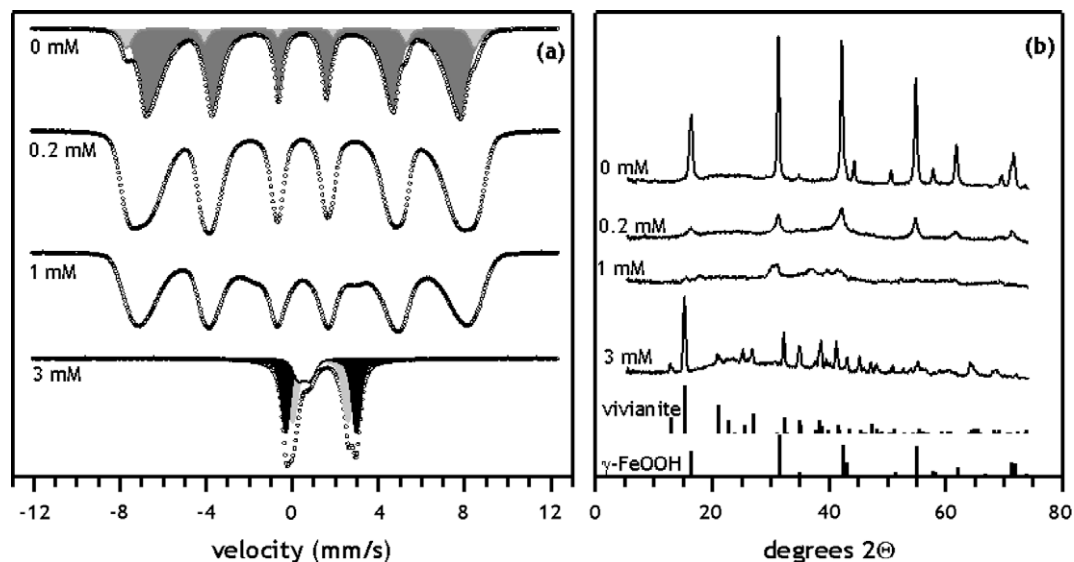 (a)
0 mM
0.2 mM
1 mM
3 mM
-12 -8 -4 0 4 8 12
velocity (mm/s)
(b)
0 mM
0.2 mM
1 mM
3 mM
vivianite
γ-FeOOH
0 20 40 60 80
degrees 2Θ